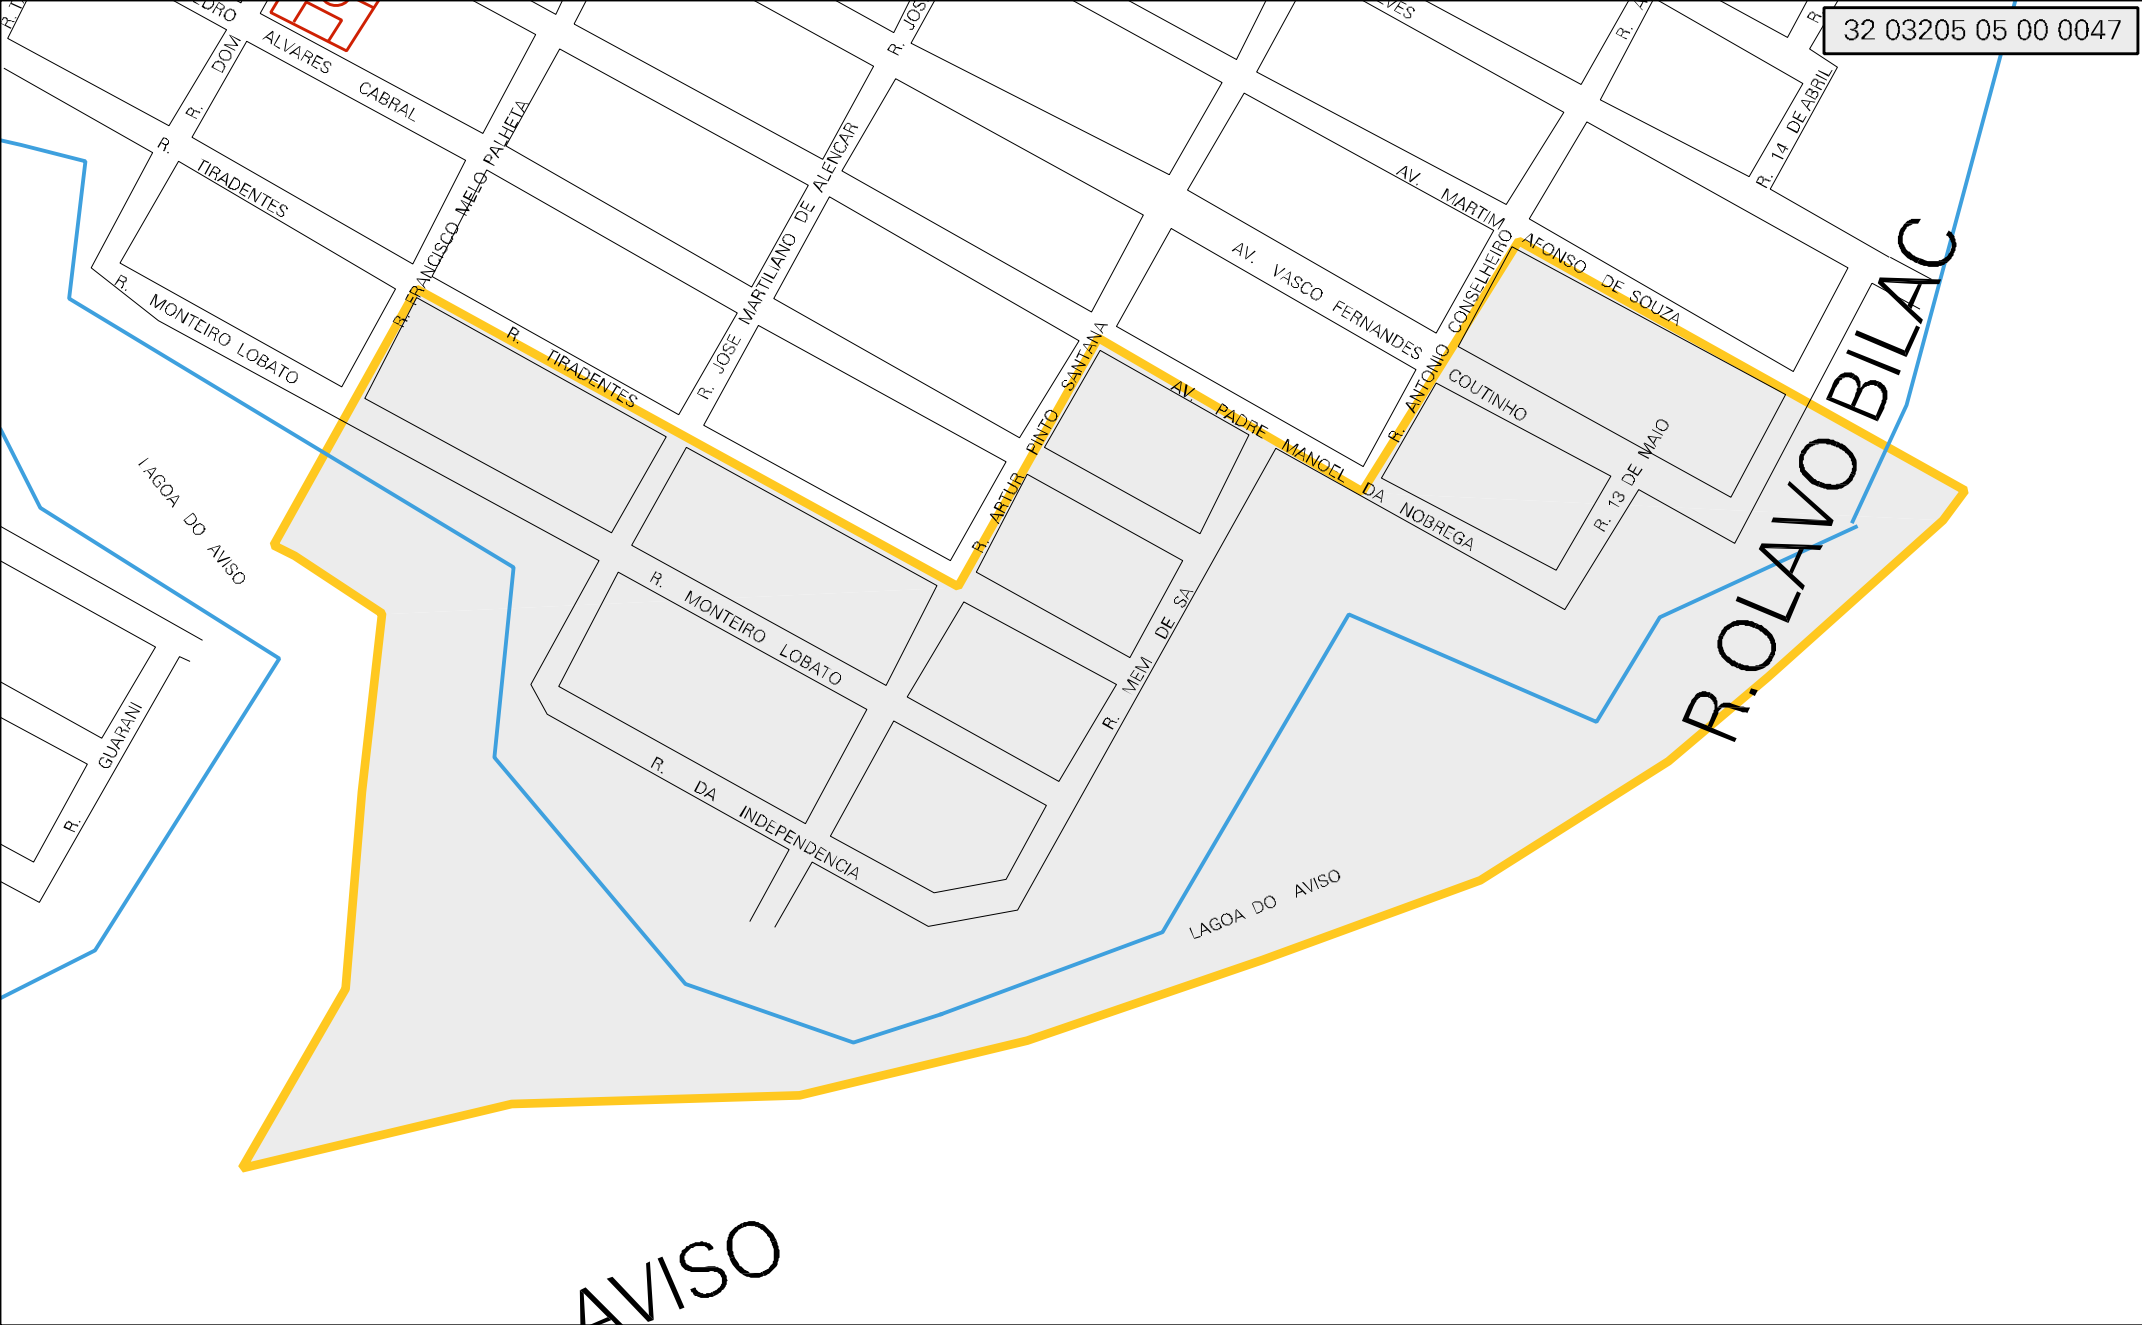 32 03205 05 00 0047
EDRO
R. DOM
ALVARES CABRAL
R. TIRADENTES
R. MONTEIRO LOBATO
R. FRANCISCO MELO PALHETA
R. JOSE MARTILIANO DE ALENCAR
R. JOS
R. 14 DE ABRIL
AV. MARTIM AFONSO DE SOUZA
AV. VASCO FERNANDES COUTINHO
R. ANTONIO CONSELHEIRO
R. TIRADENTES
R. ARTUR PINTO SANTANA
AV. PADRE MANOEL DA NOBREGA
R. 13 DE MAIO
R. OLAVO BILAC
LAGOA DO AVISO
R. MONTEIRO LOBATO
R. MEM DE SA
R. GUARANI
R. DA INDEPENDENCIA
LAGOA DO AVISO
AVISO